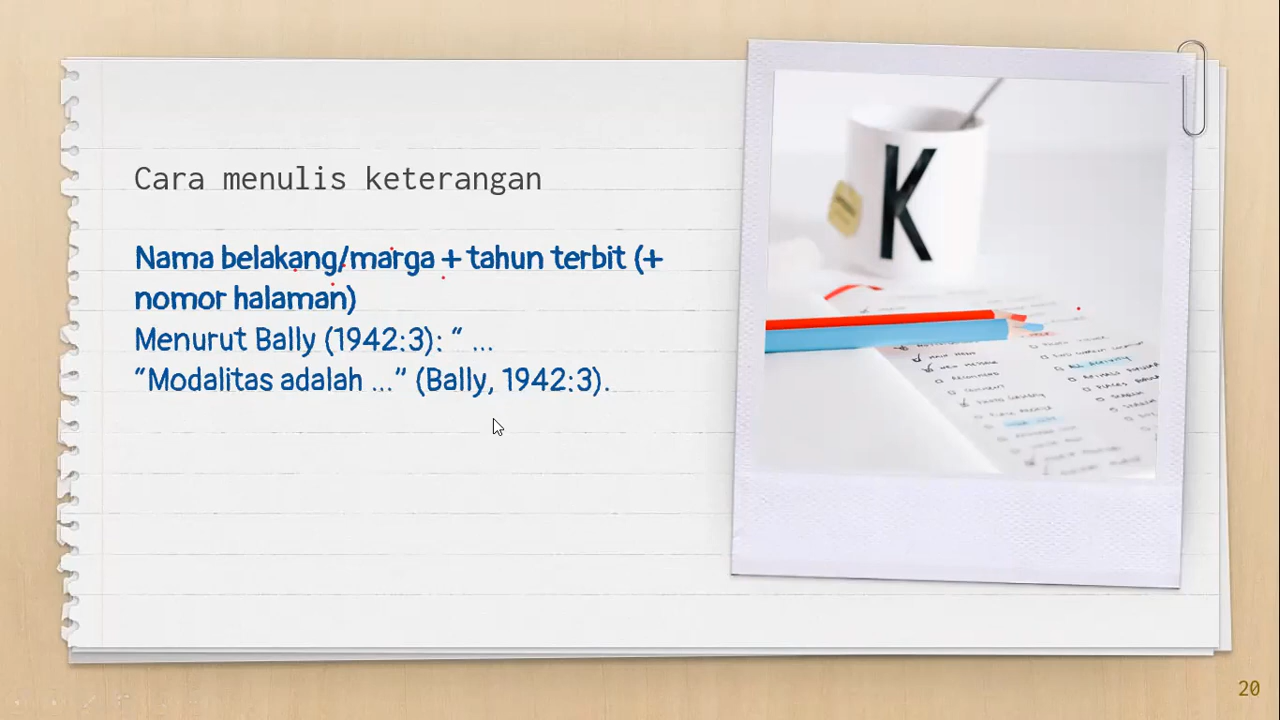 Cara menulis keterangan
Nama belakang/marga + tahun terbit (+
nomor halaman)
Menurut Bally (1942:3): “ ...
“Modalitas adalah ...” (Bally, 1942:3).
K
20